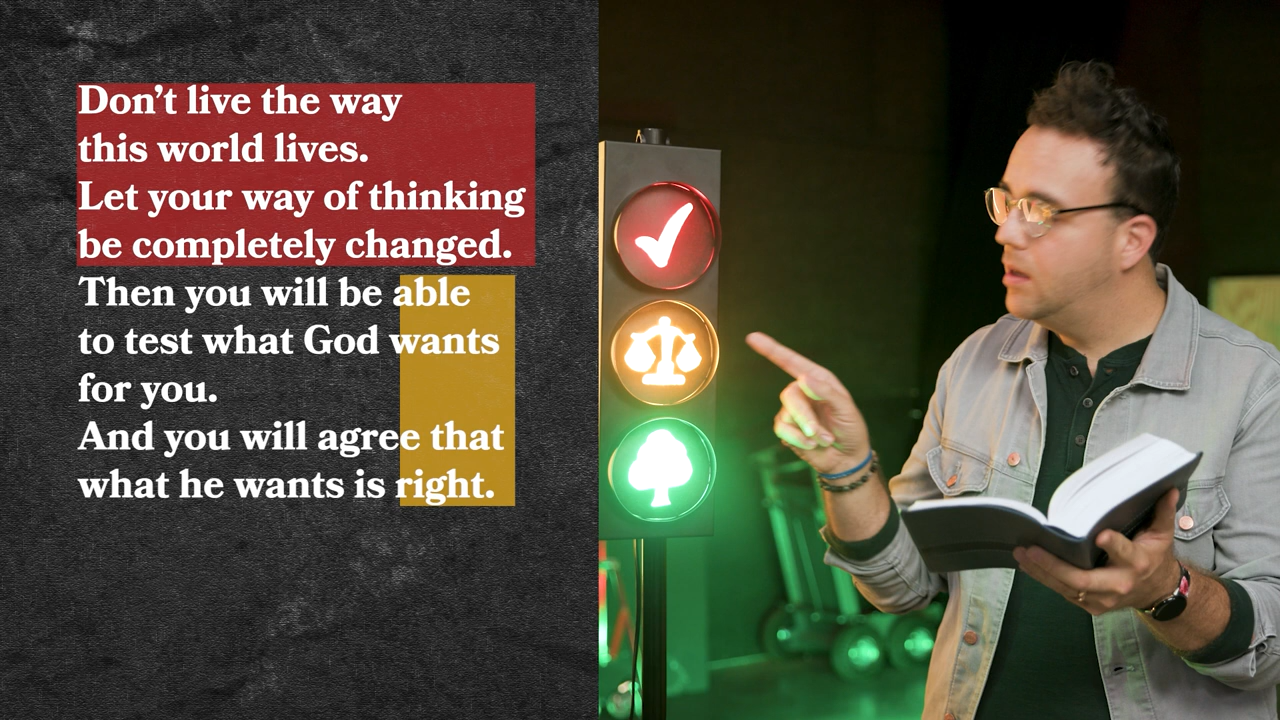 Don’t live the way
this world lives.
Let your way of thinking
be completely changed.
Then you will be able
to test what God wants
for you.
And you will agree that
what he wants is right.